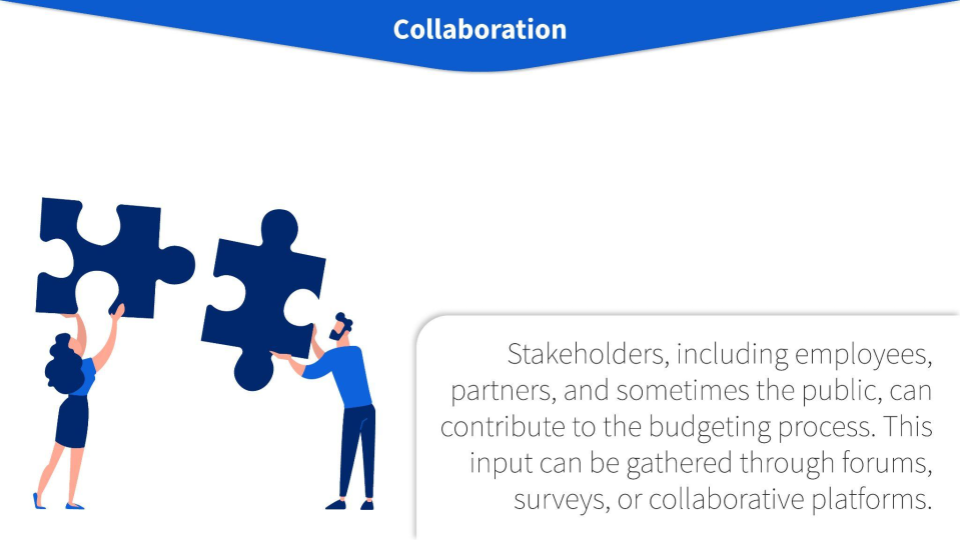 Collaboration
Stakeholders, including employees,
partners, and sometimes the public, can
contribute to the budgeting process. This
input can be gathered through forums,
surveys, or collaborative platforms.